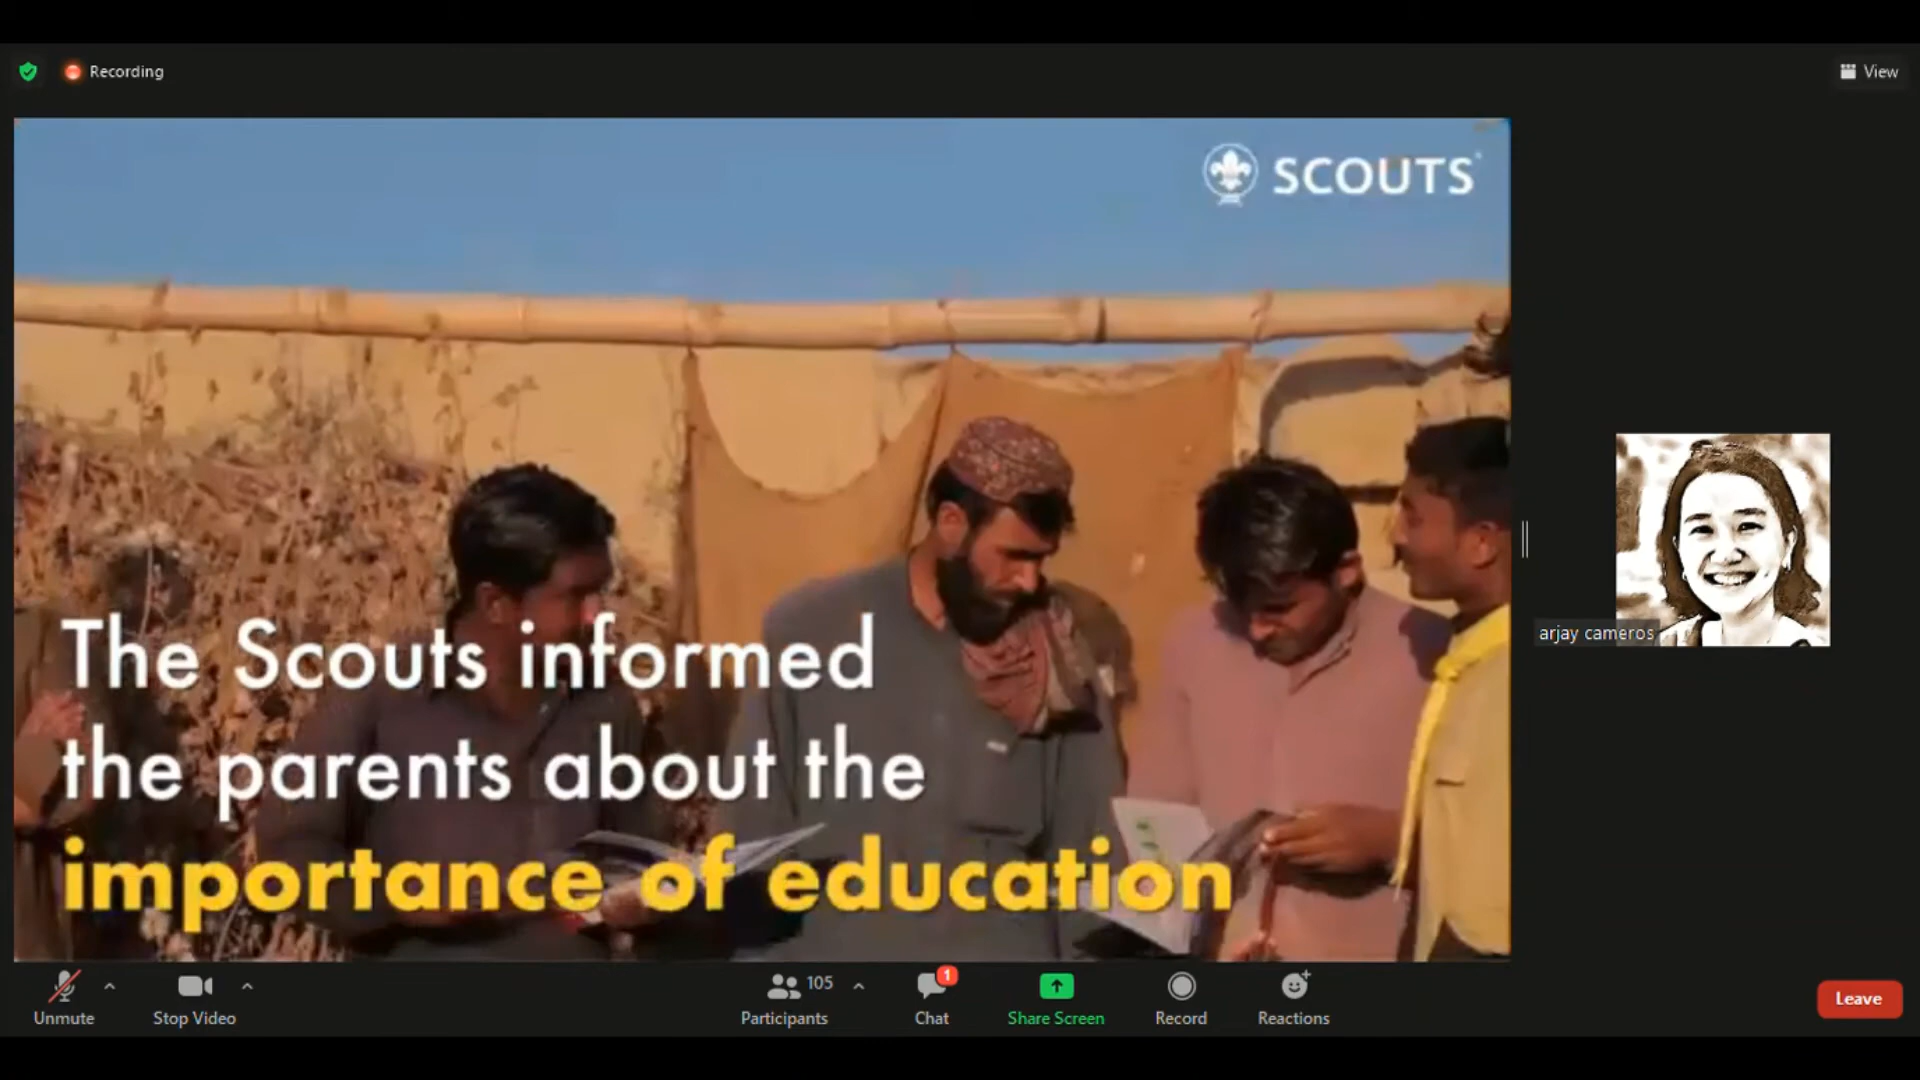 Recording
View
SCOUTS
The Scouts informed
the parents about the
importance of education
arjay cameros
Unmute
Stop Video
105
Participants
1
Chat
Share Screen
Record
Reactions
Leave